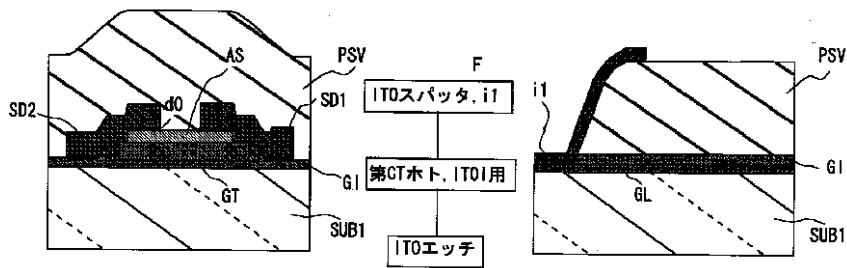 PSV
AS
d0
SD2
SD1
GI
GT
SUB1
F
ITOスパッタ, i1
第CTホト, ITO1用
ITOエッチ
PSV
i1
GI
GL
SUB1